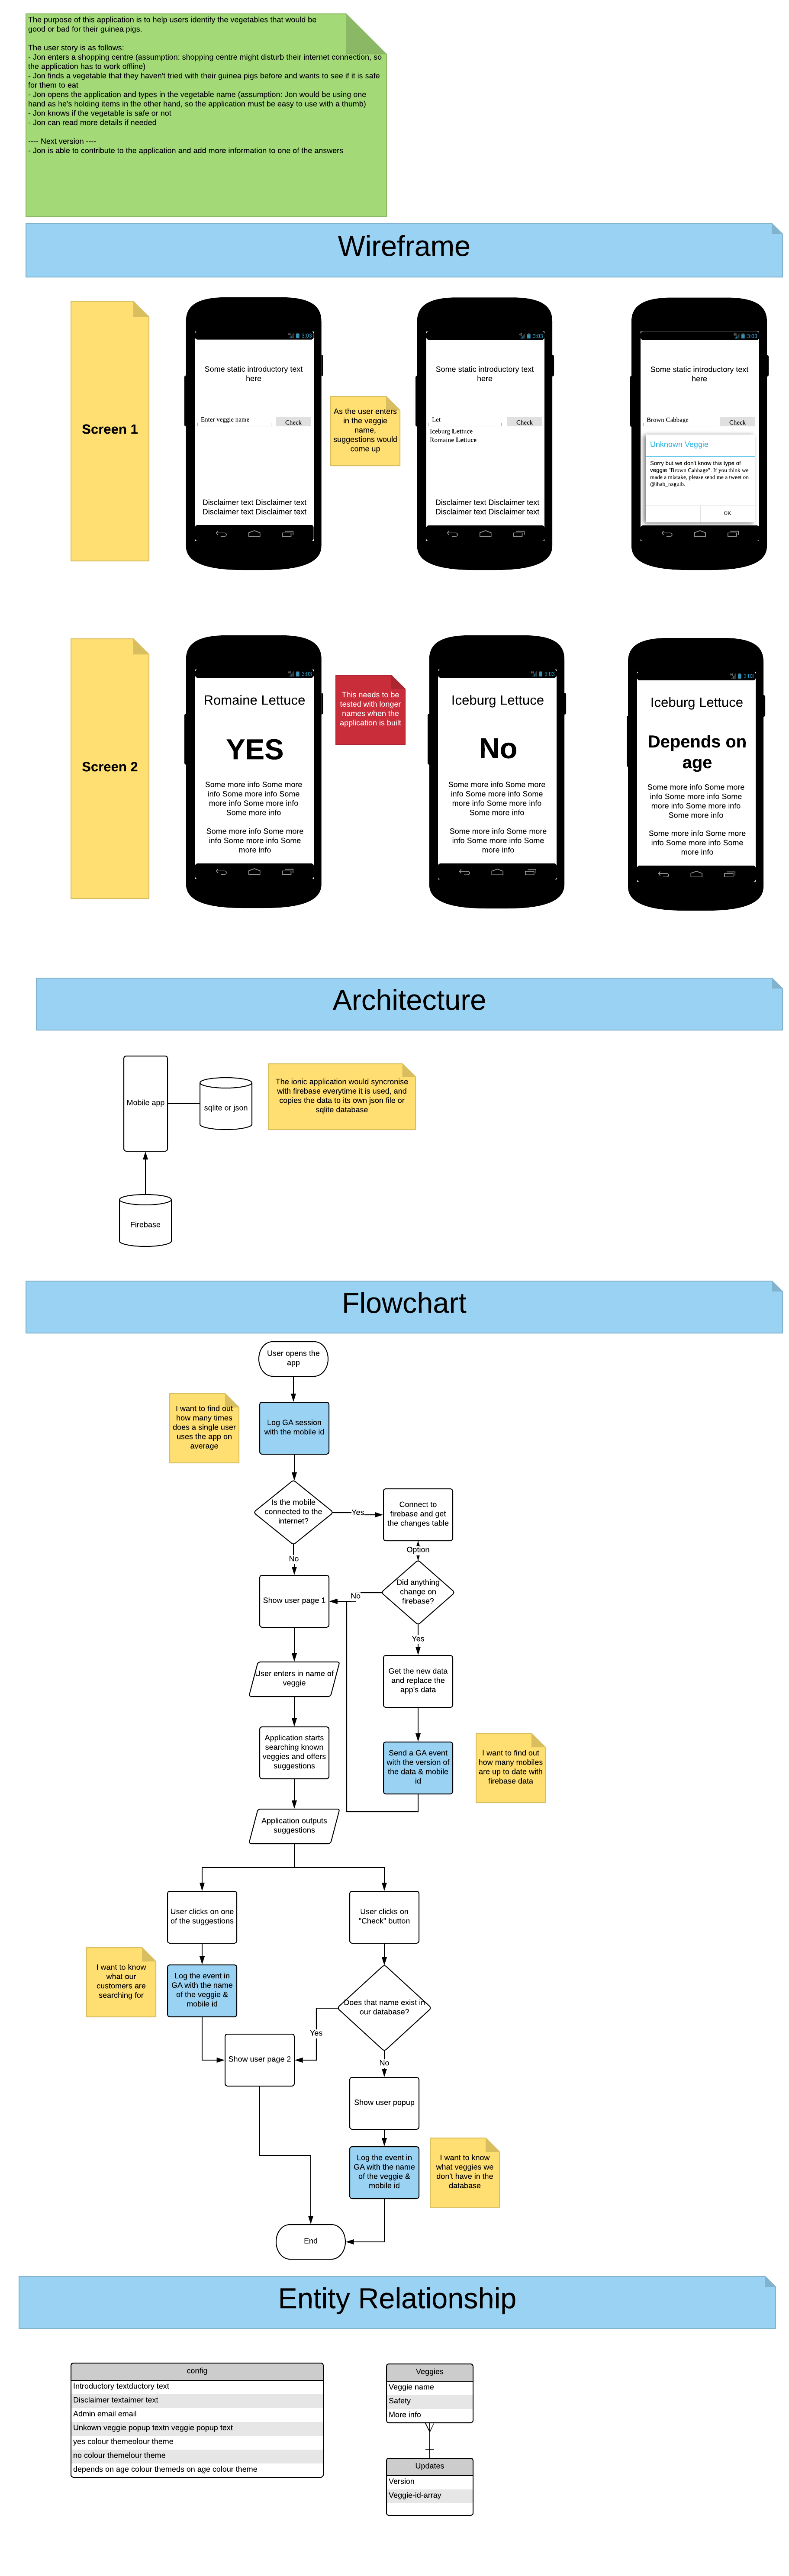 The purpose of this application is to help users identify the vegetables that would be
good or bad for their guinea pigs.
The user story is as follows:
- Jon enters a shopping centre (assumption: shopping centre might disturb their internet connection, so
the application has to work offline)
- Jon finds a vegetable that they haven't tried with their guinea pigs before and wants to see if it is safe
for them to eat
- Jon opens the application and types in the vegetable name (assumption: Jon would be using one
hand as he's holding items in the other hand, so the application must be easy to use with a thumb)
- Jon knows if the vegetable is safe or not
- Jon can read more details if needed
---- Next version ----
- Jon is able to contribute to the application and add more information to one of the answers
Wireframe
Screen 1
3:03
Some static introductory text
here
Enter veggie name
Check
Disclaimer text Disclaimer text
Disclaimer text Disclaimer text
As the user enters
in the veggie
name,
suggestions would
come up
3:03
Some static introductory text
here
Let
Check
Iceburg Lettuce
Romaine Lettuce
Disclaimer text Disclaimer text
Disclaimer text Disclaimer text
3:03
Some static introductory text
here
Brown Cabbage
Check
Unknown Veggie
Sorry but we don't know this type of
veggie "Brown Cabbage". If you think we
made a mistake, please send me a tweet on
@ihab_naguib.
OK
Screen 2
3:03
Romaine Lettuce
YES
Some more info Some more
info Some more info Some
more info Some more info
Some more info
Some more info Some more
info Some more info Some
more info
This needs to be
tested with longer
names when the
application is built
3:03
Iceburg Lettuce
No
Some more info Some more
info Some more info Some
more info Some more info
Some more info
Some more info Some more
info Some more info Some
more info
3:03
Iceburg Lettuce
Depends on
age
Some more info Some more
info Some more info Some
more info Some more info
Some more info
Some more info Some more
info Some more info Some
more info
Architecture
Mobile app
sqlite or json
The ionic application would syncronise
with firebase everytime it is used, and
copies the data to its own json file or
sqlite database
Firebase
Flowchart
User opens the
app
I want to find out
how many times
does a single user
uses the app on
average
Log GA session
with the mobile id
Is the mobile
connected to the
internet?
Yes
Connect to
firebase and get
the changes table
No
Option
Did anything
change on
firebase?
No
Show user page 1
Yes
Get the new data
and replace the
app's data
User enters in name of
veggie
Application starts
searching known
veggies and offers
suggestions
Send a GA event
with the version of
the data & mobile
id
I want to find out
how many mobiles
are up to date with
firebase data
Application outputs
suggestions
User clicks on one
of the suggestions
User clicks on
"Check" button
I want to know
what our
customers are
searching for
Log the event in
GA with the name
of the veggie &
mobile id
Does that name exist in
our database?
Yes
Show user page 2
No
Show user popup
Log the event in
GA with the name
of the veggie &
mobile id
I want to know
what veggies we
don't have in the
database
End
Entity Relationship
config
Introductory textductory text
Disclaimer textaimer text
Admin email email
Unkown veggie popup textn veggie popup text
yes colour themeolour theme
no colour themelour theme
depends on age colour themeds on age colour theme
Veggies
Veggie name
Safety
More info
Updates
Version
Veggie-id-array